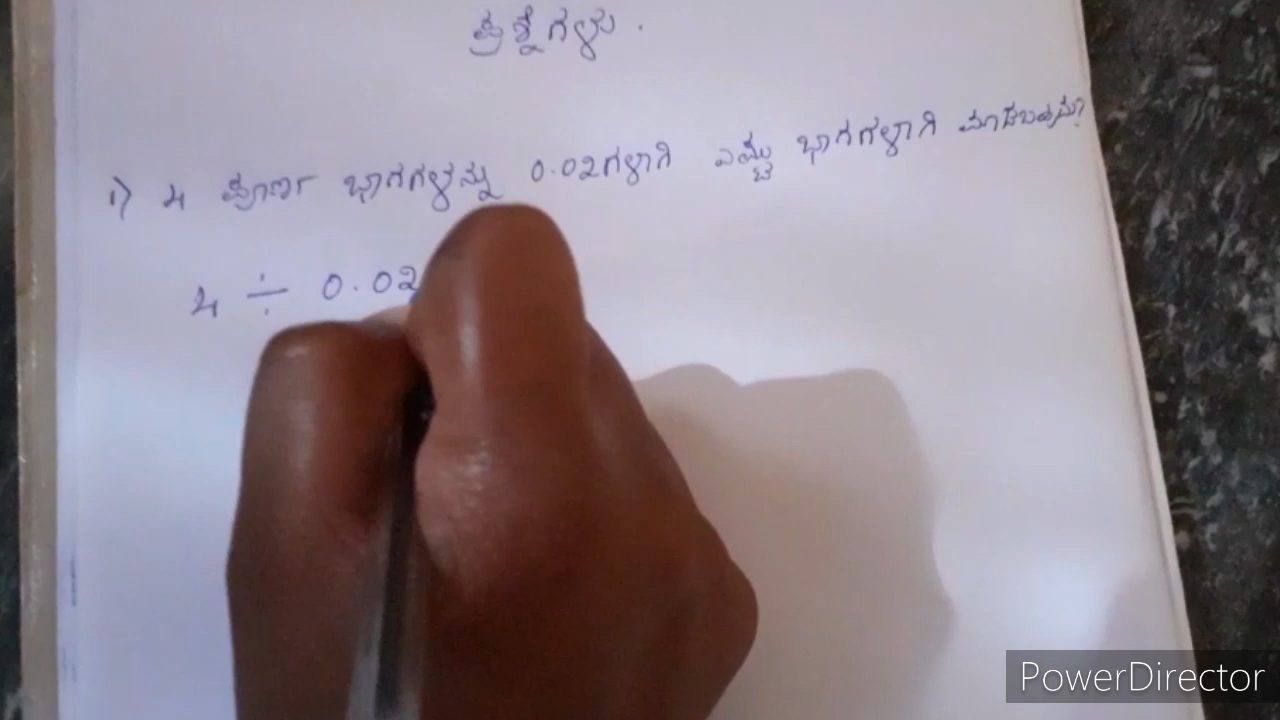 ಪ್ರಶ್ನೆಗಳು.
1) 4 ಪೂರ್ಣ ಭಾಗಗಳನ್ನು 0.02ಗಳಾಗಿ ಎಷ್ಟು ಭಾಗಗಳಾಗಿ ಮಾಡಬಹುದು?
4 ÷ 0.02
PowerDirector